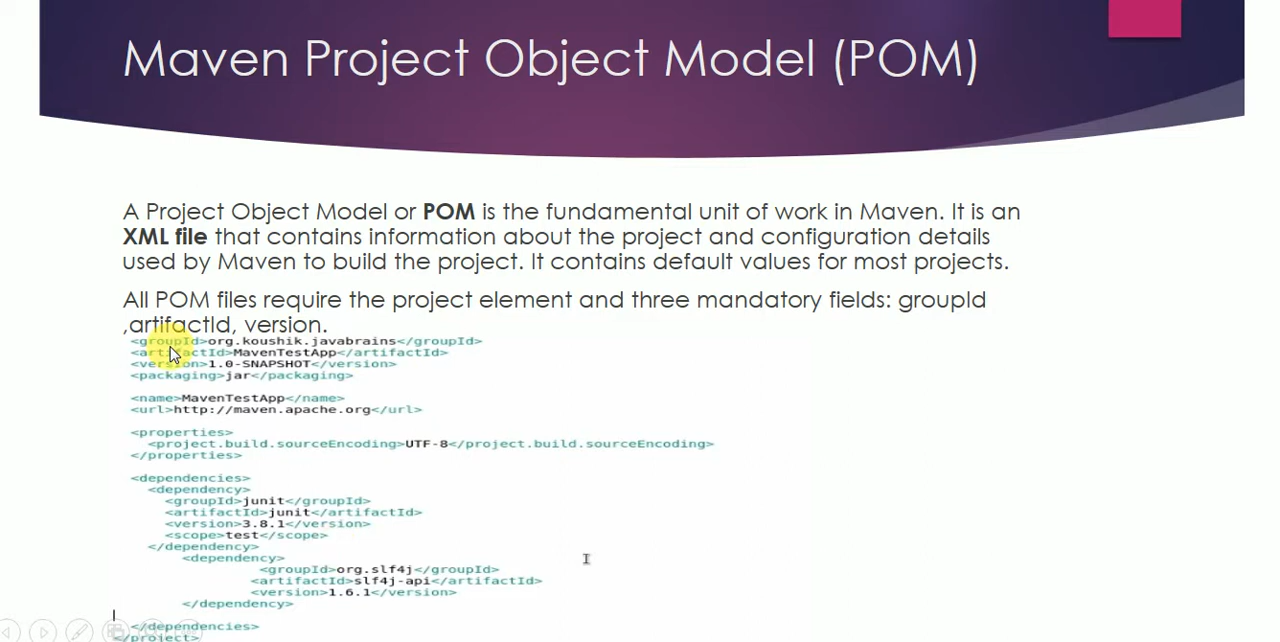 Maven Project Object Model (POM)
A Project Object Model or POM is the fundamental unit of work in Maven. It is an
XML file that contains information about the project and configuration details
used by Maven to build the project. It contains default values for most projects.
All POM files require the project element and three mandatory fields: groupId
,artifactId, version.
<groupId>org.koushik.javabrains</groupId>
<artifactId>MavenTestApp</artifactId>
<version>1.0-SNAPSHOT</version>
<packaging>jar</packaging>
<name>MavenTestApp</name>
<url>http://maven.apache.org</url>
<properties>
<project.build.sourceEncoding>UTF-8</project.build.sourceEncoding>
</properties>
<dependencies>
<dependency>
<groupId>junit</groupId>
<artifactId>junit</artifactId>
<version>3.8.1</version>
<scope>test</scope>
</dependency>
<dependency>
<groupId>org.slf4j</groupId>
<artifactId>slf4j-api</artifactId>
<version>1.6.1</version>
</dependency>
</dependencies>
</project>